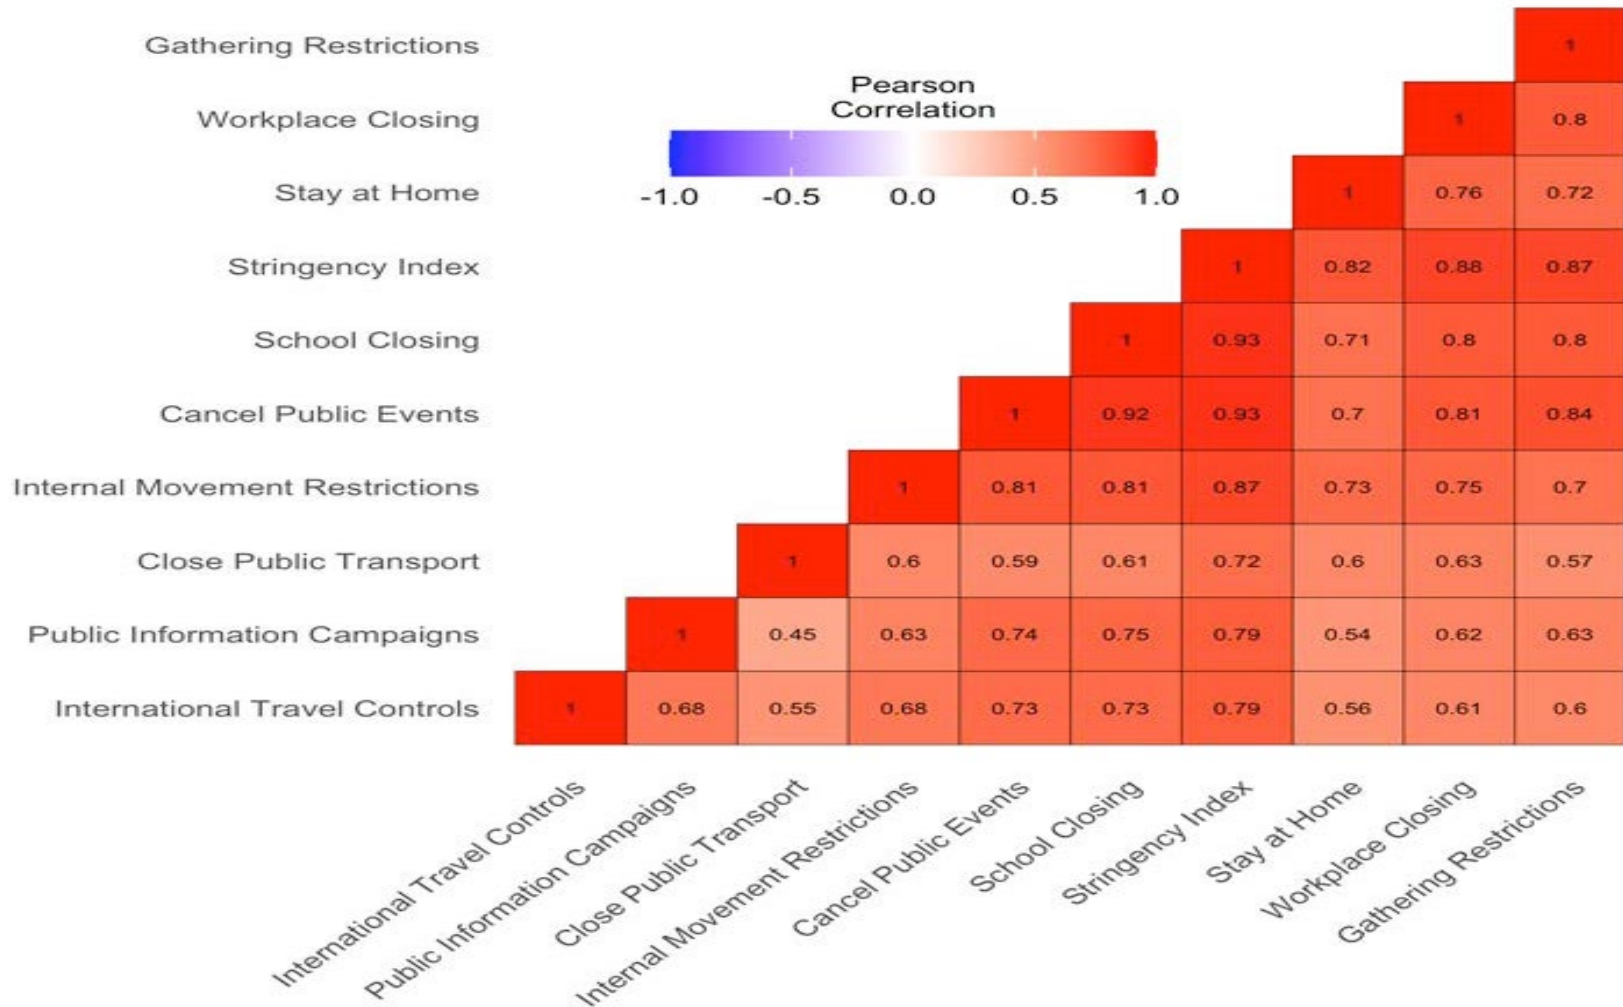 Gathering Restrictions 1
Pearson
Correlation
-1.0 -0.5 0.0 0.5 1.0
Workplace Closing 1 0.8
Stay at Home 1 0.76 0.72
Stringency Index 1 0.82 0.88 0.87
School Closing 1 0.93 0.71 0.8 0.8
Cancel Public Events 1 0.92 0.93 0.7 0.81 0.84
Internal Movement Restrictions 1 0.81 0.81 0.87 0.73 0.75 0.7
Close Public Transport 1 0.6 0.59 0.61 0.72 0.6 0.63 0.57
Public Information Campaigns 1 0.45 0.63 0.74 0.75 0.79 0.54 0.62 0.63
International Travel Controls 1 0.68 0.55 0.68 0.73 0.73 0.79 0.56 0.61 0.6
International Travel Controls
Public Information Campaigns
Close Public Transport
Internal Movement Restrictions
Cancel Public Events
School Closing
Stringency Index
Stay at Home
Workplace Closing
Gathering Restrictions